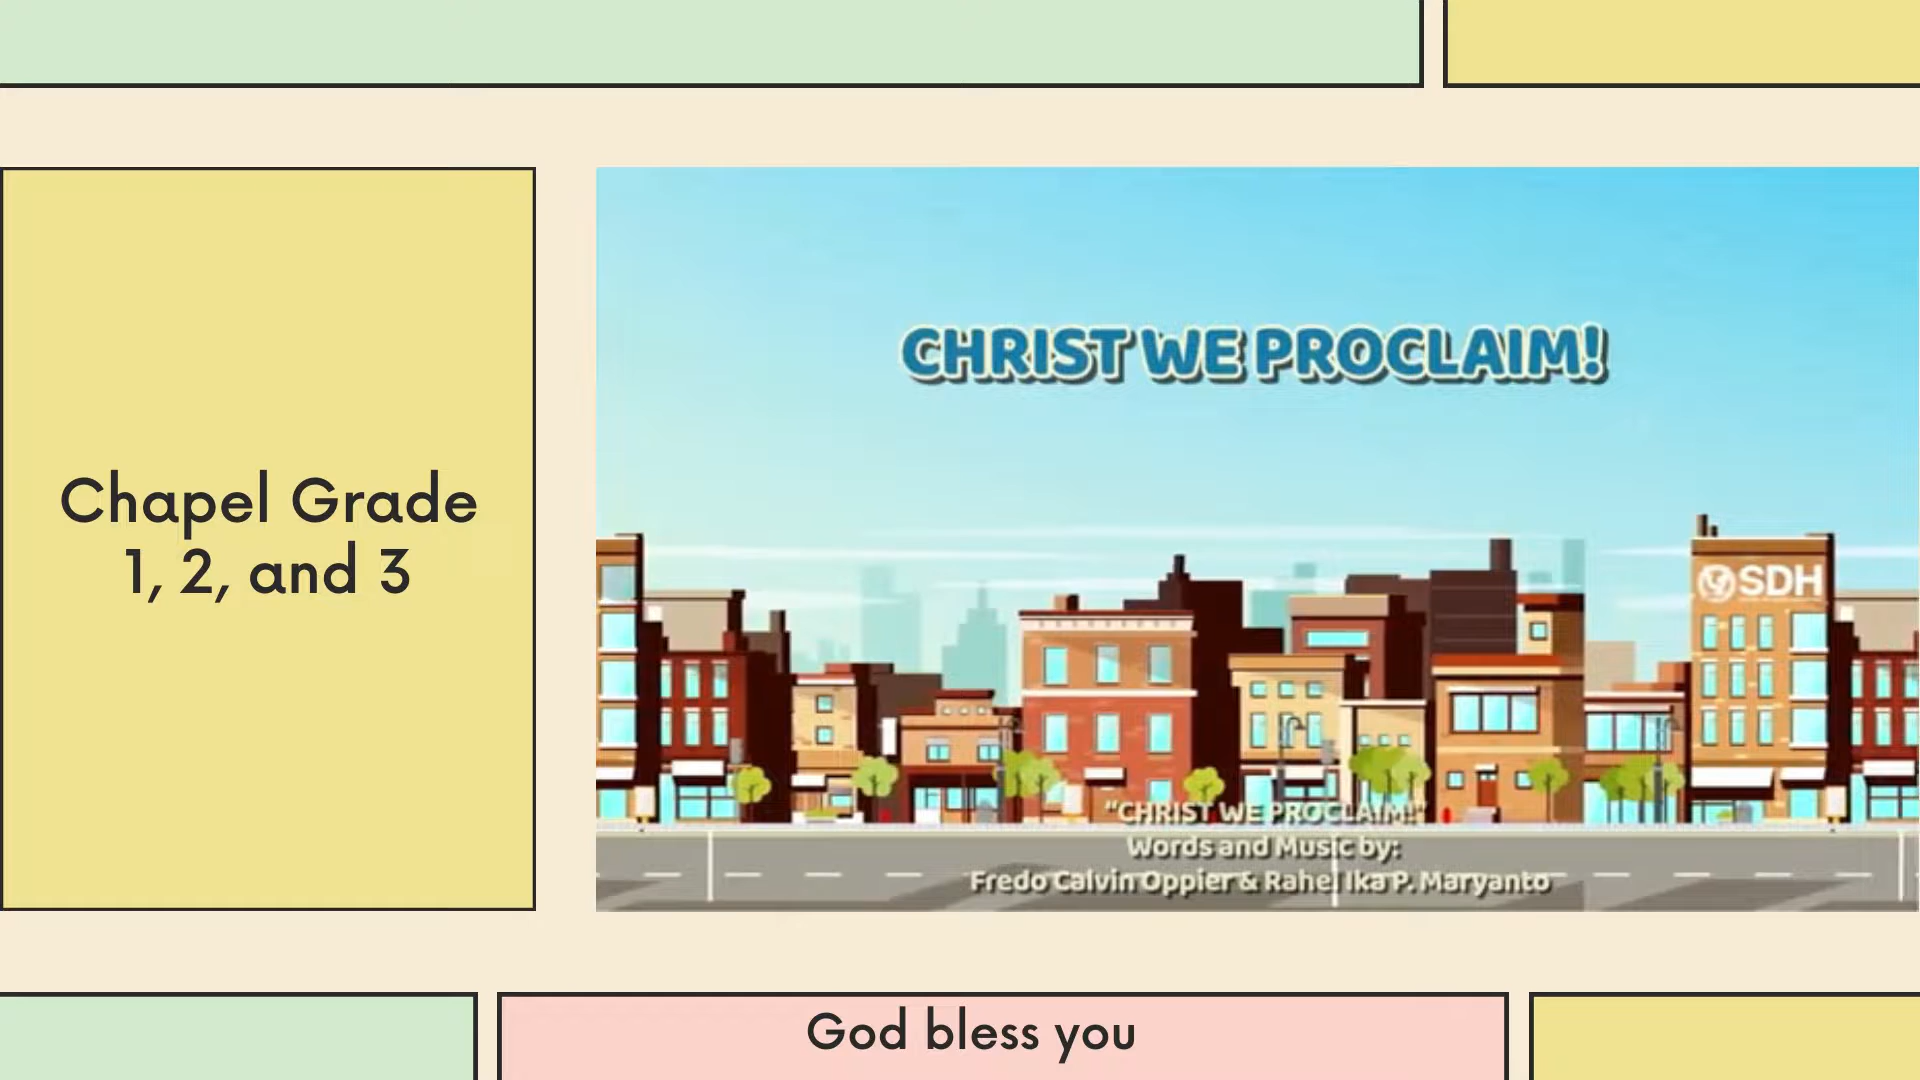 Chapel Grade
1, 2, and 3
CHRIST WE PROCLAIM!
SDH
“CHRIST WE PROCLAIM!”
Words and Music by:
Fredo Calvin Oppier & Rahel Ika P. Maryanto
God bless you